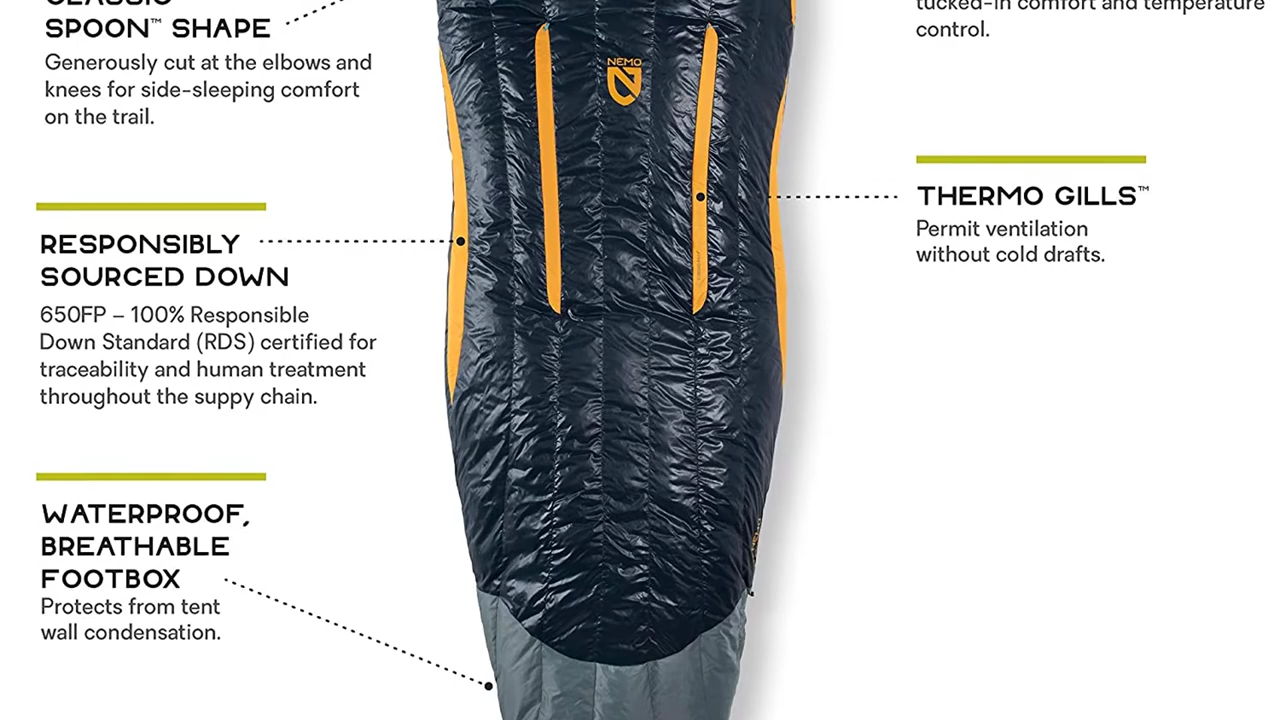 CLASSIC
SPOON™ SHAPE
Generously cut at the elbows and
knees for side-sleeping comfort
on the trail.
RESPONSIBLY
SOURCED DOWN
650FP – 100% Responsible
Down Standard (RDS) certified for
traceability and human treatment
throughout the suppy chain.
WATERPROOF,
BREATHABLE
FOOTBOX
Protects from tent
wall condensation.
NEMO
tucked-in comfort and temperature
control.
THERMO GILLS™
Permit ventilation
without cold drafts.